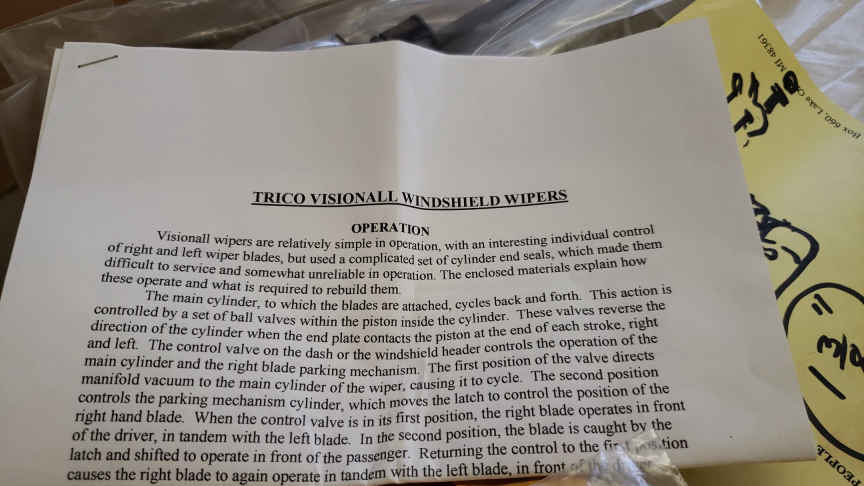 TRICO VISIONALL WINDSHIELD WIPERS
OPERATION
Visionall wipers are relatively simple in operation, with an interesting individual control
of right and left wiper blades, but used a complicated set of cylinder end seals, which made them
difficult to service and somewhat unreliable in operation. The enclosed materials explain how
these operate and what is required to rebuild them.
The main cylinder, to which the blades are attached, cycles back and forth. This action is
controlled by a set of ball valves within the piston inside the cylinder. These valves reverse the
direction of the cylinder when the end plate contacts the piston at the end of each stroke, right
and left. The control valve on the dash or the windshield header controls the operation of the
main cylinder and the right blade parking mechanism. The first position of the valve directs
manifold vacuum to the main cylinder of the wiper, causing it to cycle. The second position
controls the parking mechanism cylinder, which moves the latch to control the position of the
right hand blade. When the control valve is in its first position, the right blade operates in front
of the driver, in tandem with the left blade. In the second position, the blade is caught by the
latch and shifted to operate in front of the passenger. Returning the control to the first position
causes the right blade to again operate in tandem with the left blade, in front of the
Box 660, Lake MI 48361
PEOPLE